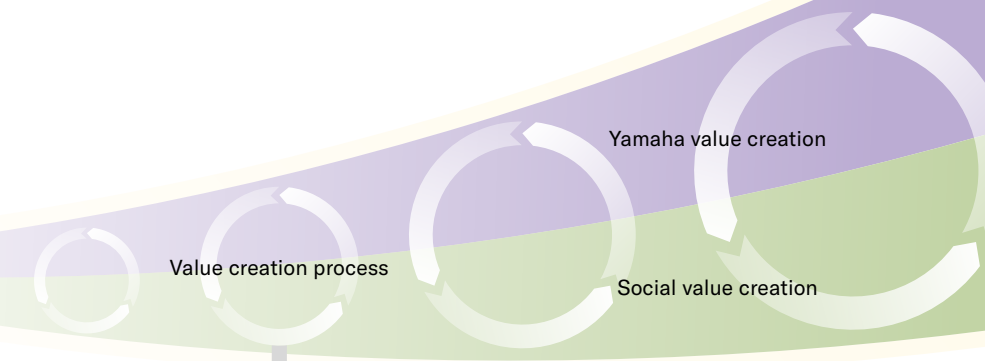 Yamaha value creation
Value creation process
Social value creation